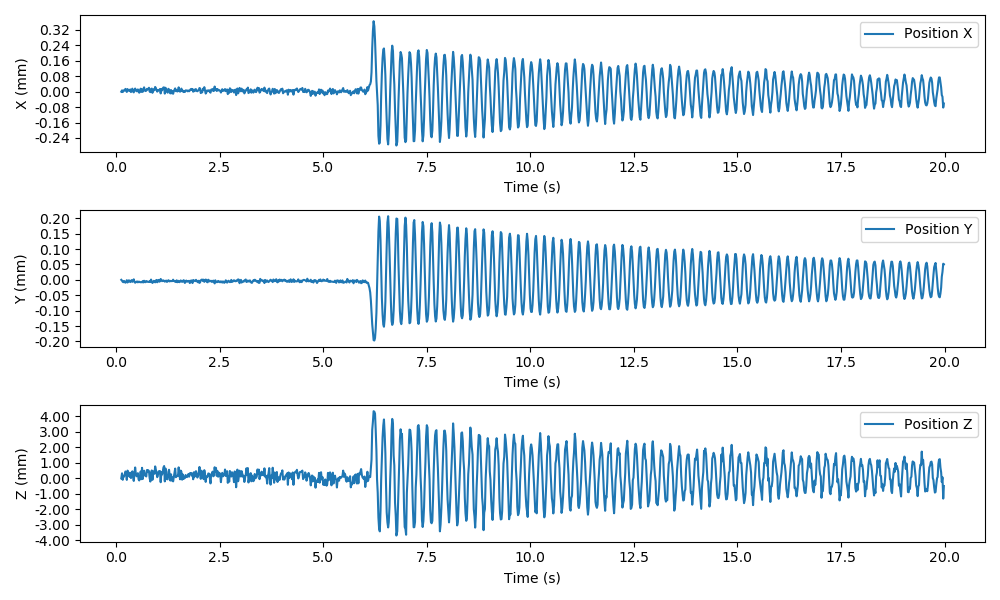 0.32
0.24
0.16
0.08
0.00
-0.08
-0.16
-0.24
X (mm)
Position X
0.0 2.5 5.0 7.5 10.0 12.5 15.0 17.5 20.0
Time (s)
0.20
0.15
0.10
0.05
0.00
-0.05
-0.10
-0.15
-0.20
Y (mm)
Position Y
0.0 2.5 5.0 7.5 10.0 12.5 15.0 17.5 20.0
Time (s)
4.00
3.00
2.00
1.00
0.00
-1.00
-2.00
-3.00
-4.00
Z (mm)
Position Z
0.0 2.5 5.0 7.5 10.0 12.5 15.0 17.5 20.0
Time (s)